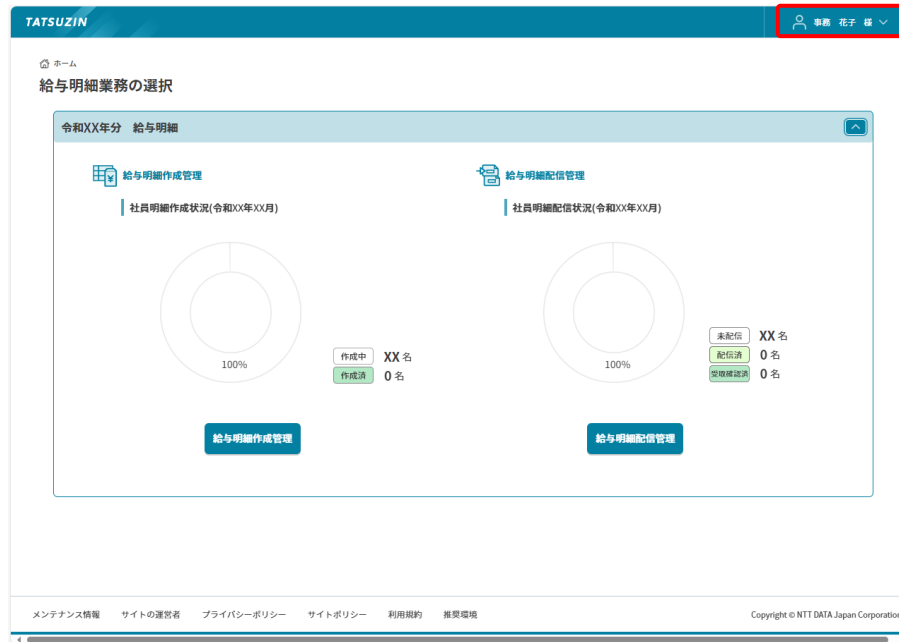 TATSUZIN
事務 花子 様
ホーム
給与明細業務の選択
令和XX年分 給与明細
給与明細作成管理
社員明細作成状況(令和XX年XX月)
100%
作成中 XX 名
作成済 0 名
給与明細作成管理
給与明細配信管理
社員明細配信状況(令和XX年XX月)
100%
未配信 XX 名
配信済 0 名
受取確認済 0 名
給与明細配信管理
メンテナンス情報 サイトの運営者 プライバシーポリシー サイトポリシー 利用規約 推奨環境
Copyright © NTT DATA Japan Corporation